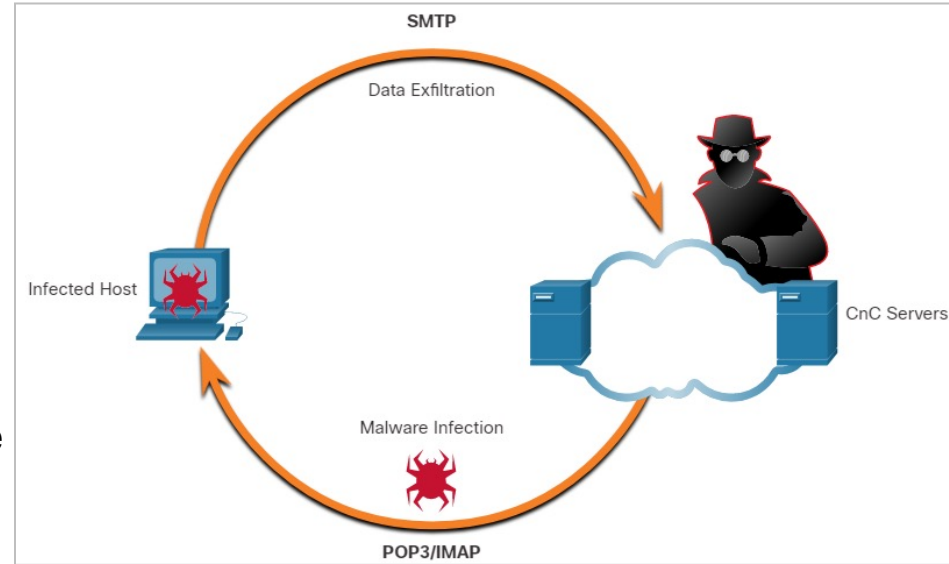 SMTP
Data Exfiltration
Infected Host
CnC Servers
Malware Infection
e
POP3/IMAP